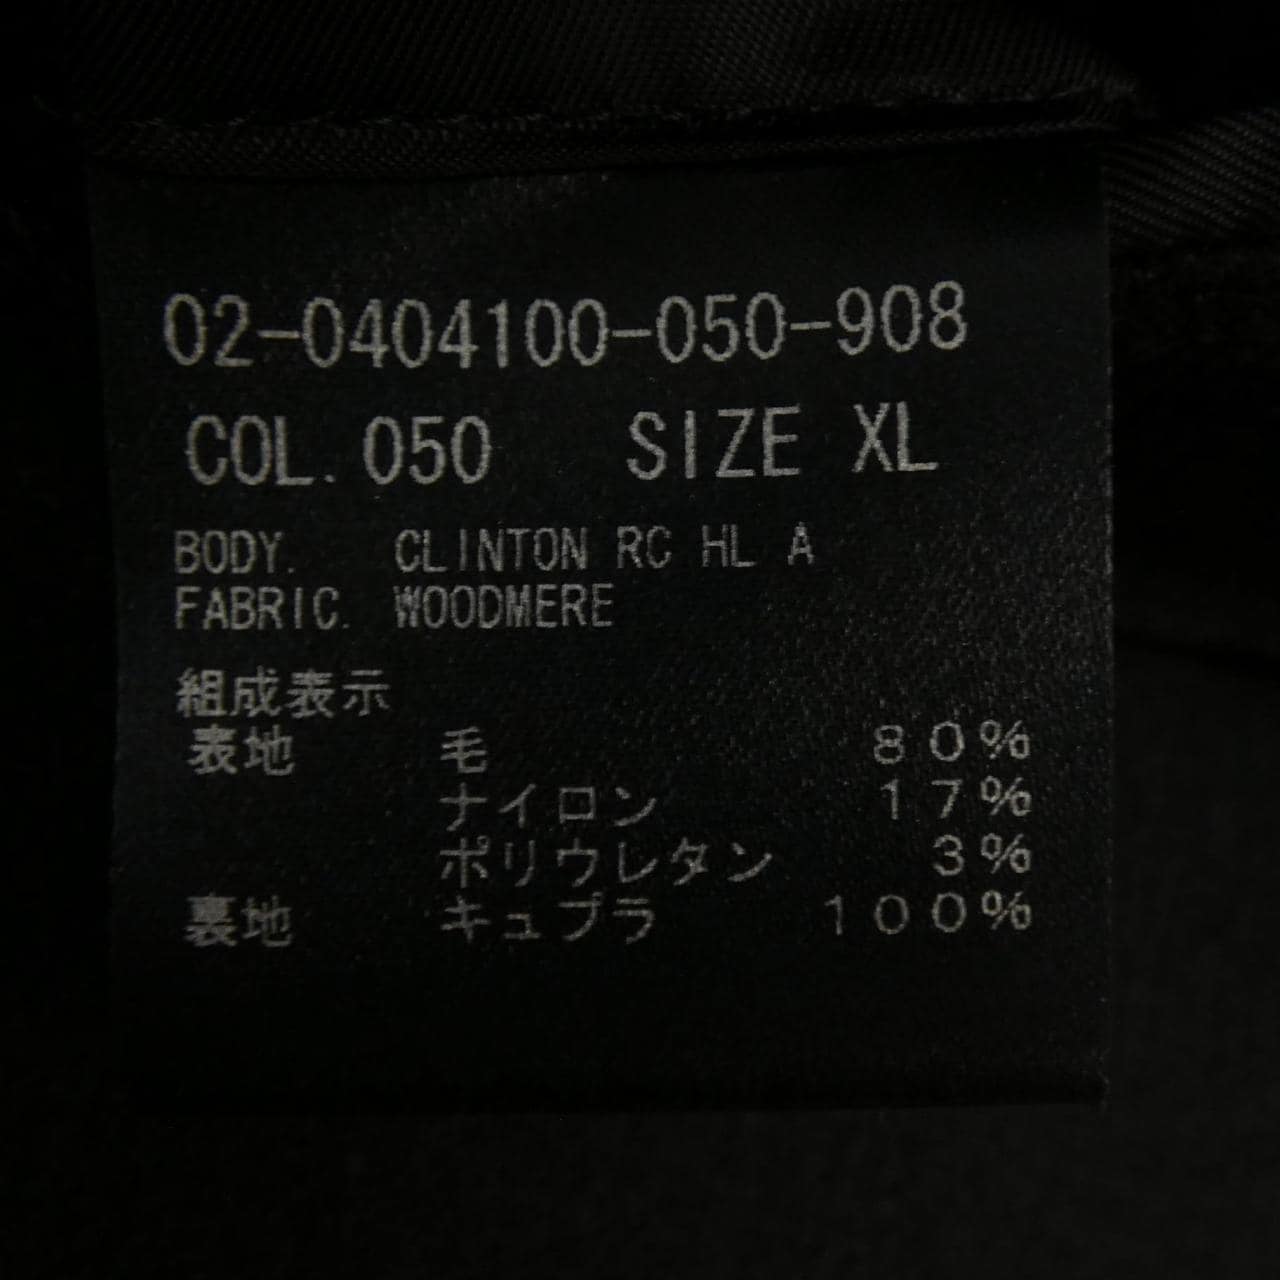 02-0404100-050-908
COL. 050 SIZE XL
BODY. CLINTON RC HL A
FABRIC. WOODMERE
組成表示
表地 毛 80%
ナイロン 17%
ポリウレタン 3%
裏地 キュプラ 100%